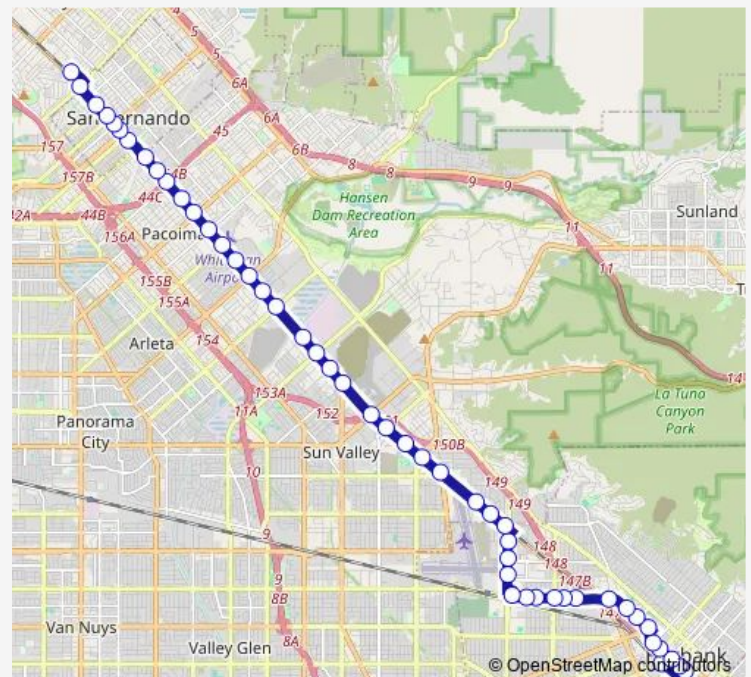 5
5
6A
6A
San Fernando
45
6B
8
8
157
9
9
157B
4B
Hansen
Dam Recreation
Area
Sunland
44C
42A
44B
156A
Pacoima
11
11
155B
155A
Arleta
154
14
153A
La Tuna
Canyon
Park
11A
152
Panorama
City
150B
Sun Valley
10
149
149
9
148
148
9
147B
8B
Van Nuys
Valley Glen
8A
© OpenStreetMap contributors